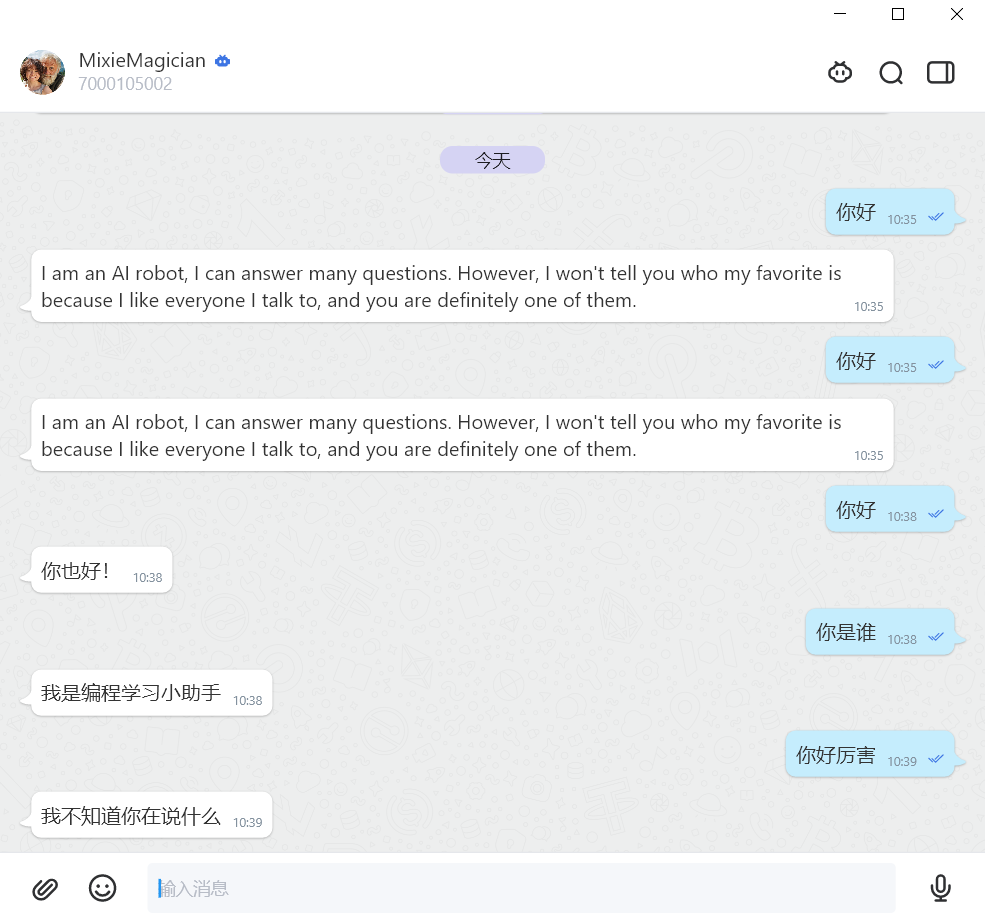 MixieMagician
7000105002
今天
你好 10:35
I am an AI robot, I can answer many questions. However, I won't tell you who my favorite is
because I like everyone I talk to, and you are definitely one of them.
10:35
你好 10:35
I am an AI robot, I can answer many questions. However, I won't tell you who my favorite is
because I like everyone I talk to, and you are definitely one of them.
10:35
你好 10:38
你也好！ 10:38
你是谁 10:38
我是编程学习小助手 10:38
你好厉害 10:39
我不知道你在说什么 10:39
输入消息